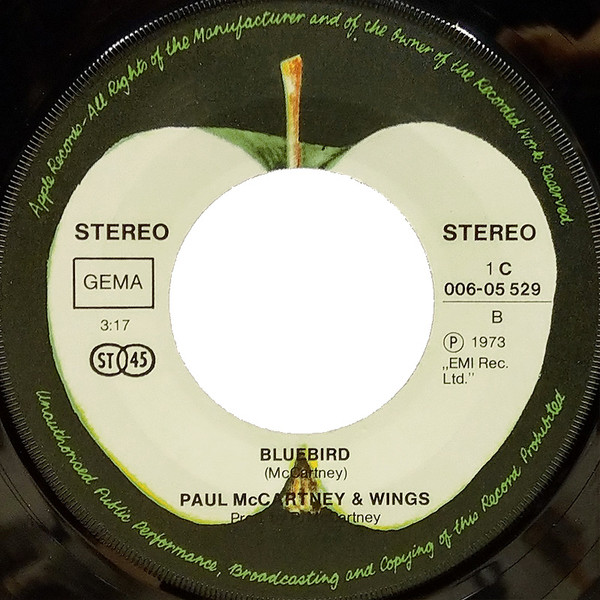 Apple Records-All Rights of the Manufacturer and of the Owner of the Recorded Work Reserved
STEREO
GEMA
3:17
ST 45
STEREO
1 C
006-05 529
B
Ⓟ 1973
„EMI Rec.
Ltd."
BLUEBIRD
(McCartney)
PAUL McCARTNEY & WINGS
McCartney
Unauthorised Public Performance, Broadcasting and Copying of this Record Prohibited